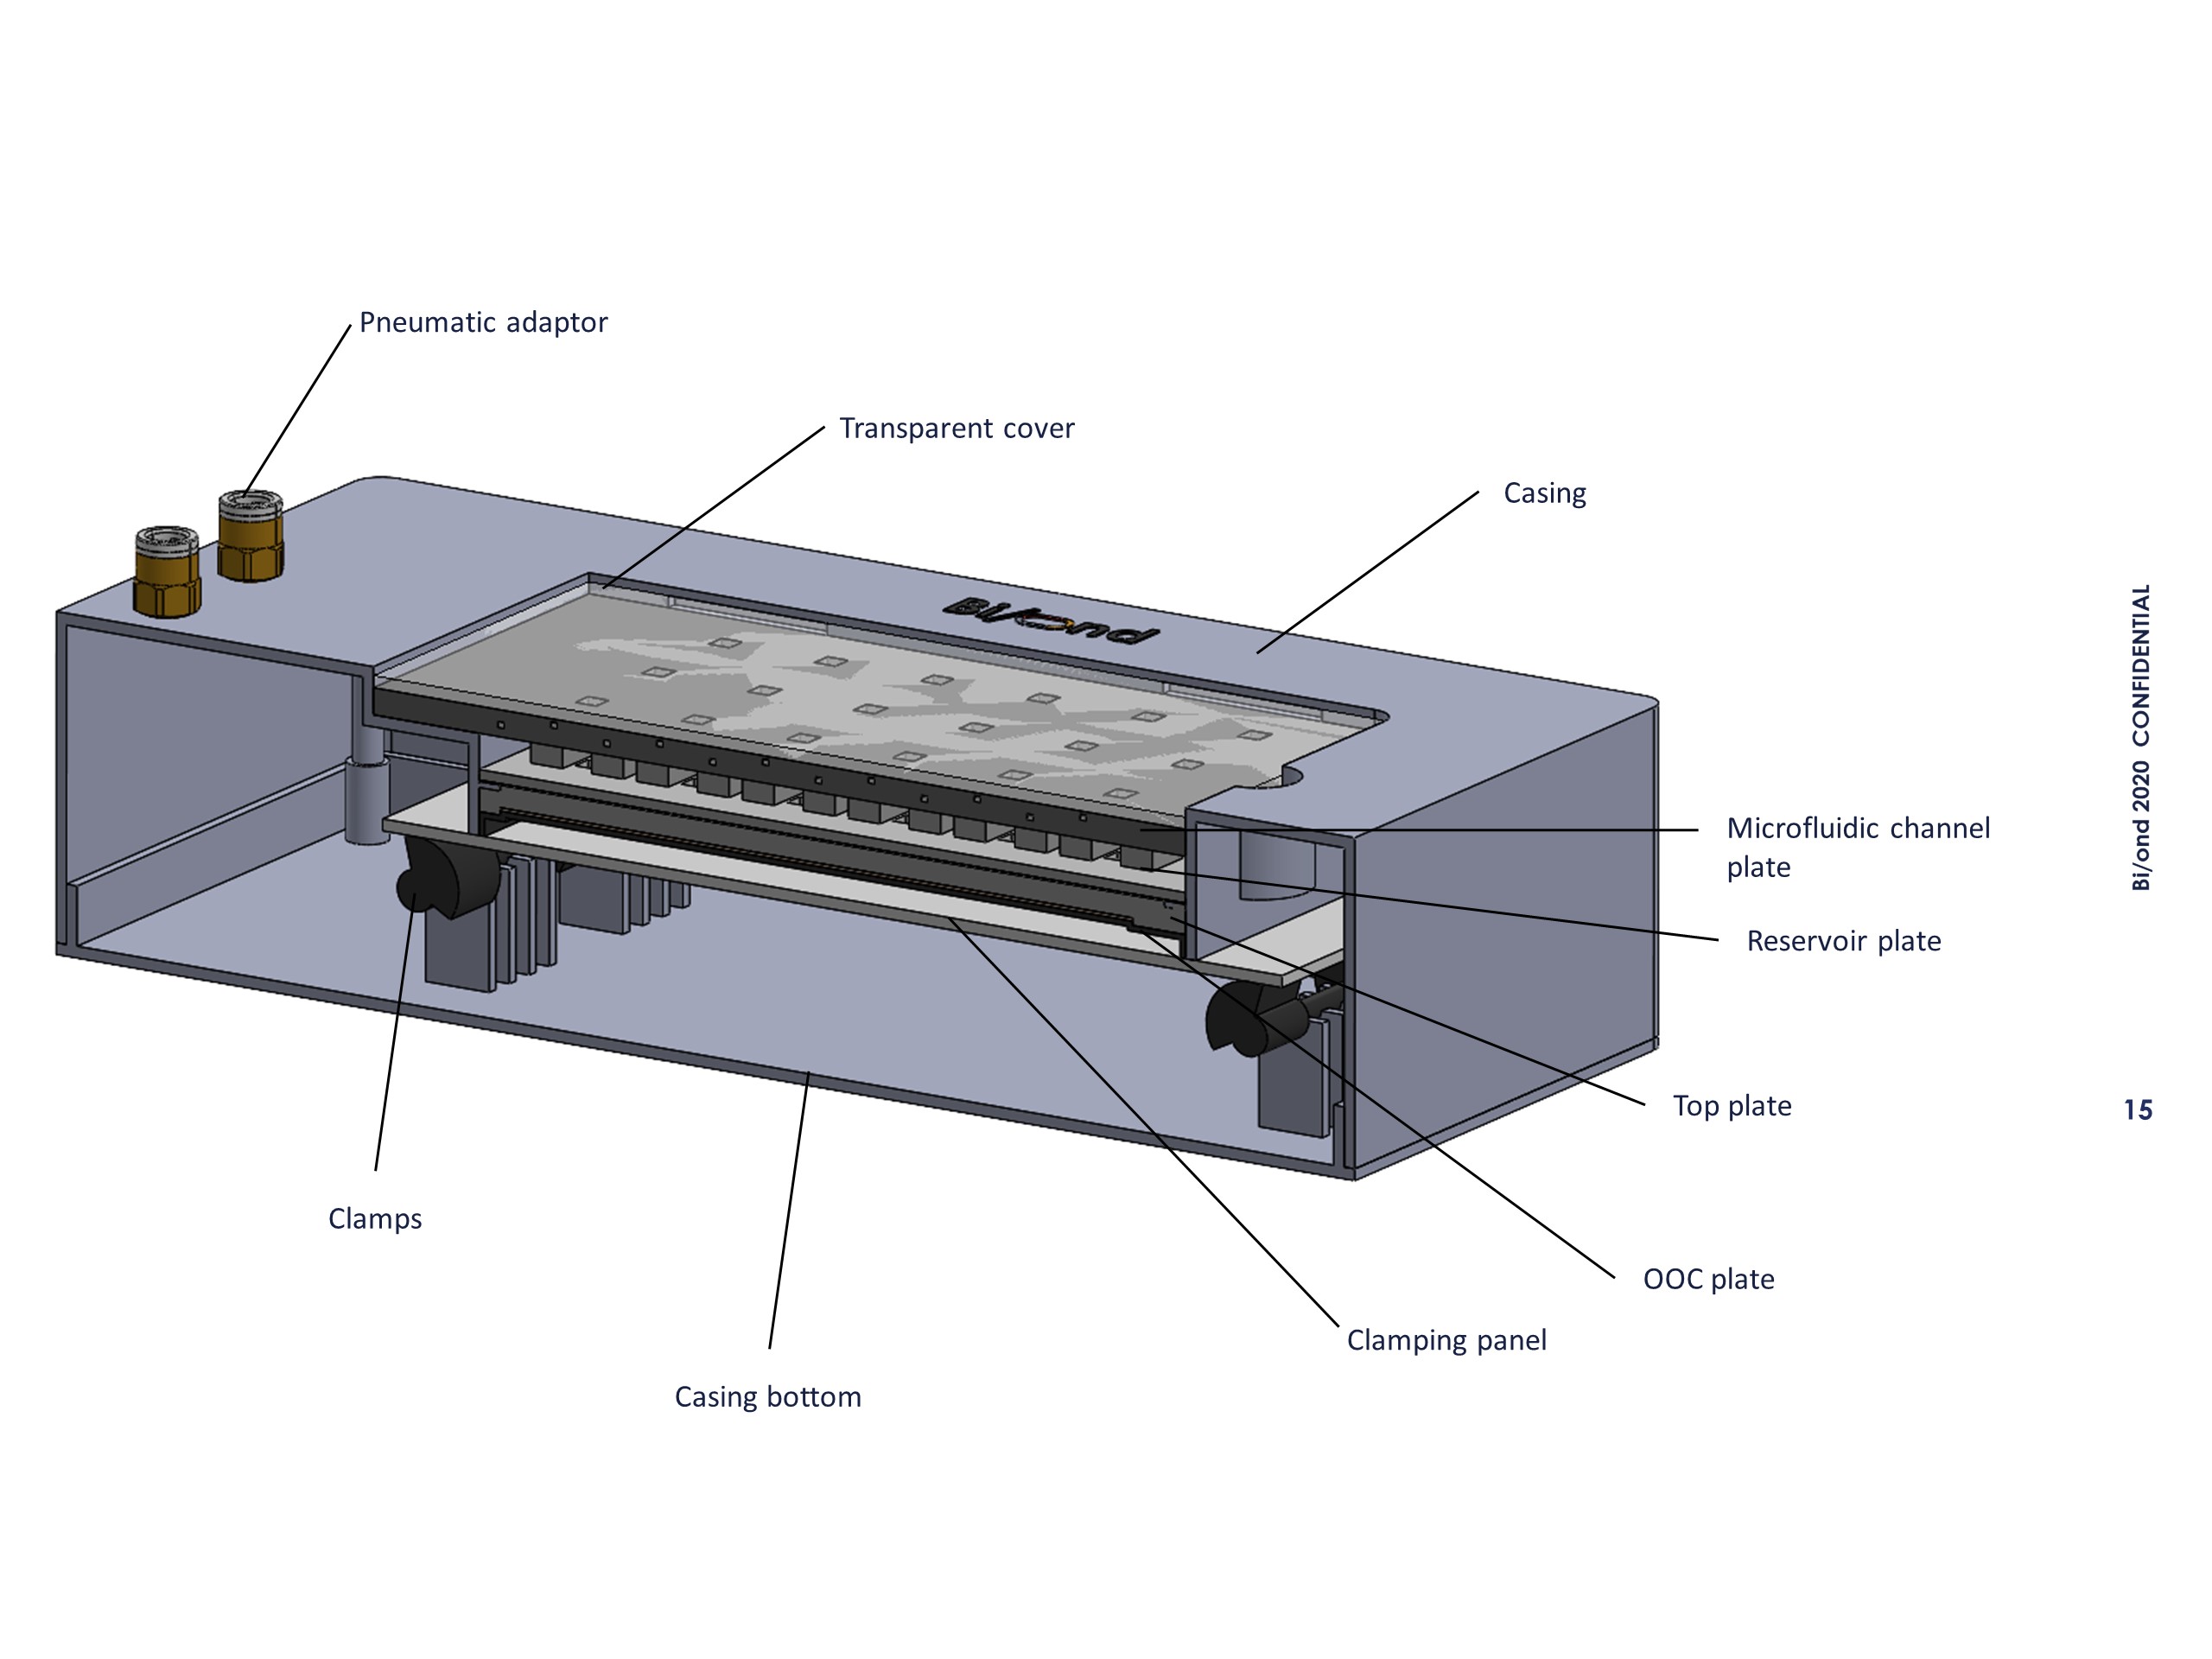 Pneumatic adaptor
Transparent cover
Casing
Bi/ond
Microfluidic channel
plate
Reservoir plate
Top plate
OOC plate
Clamping panel
Clamps
Casing bottom
Bi/ond 2020 CONFIDENTIAL
15